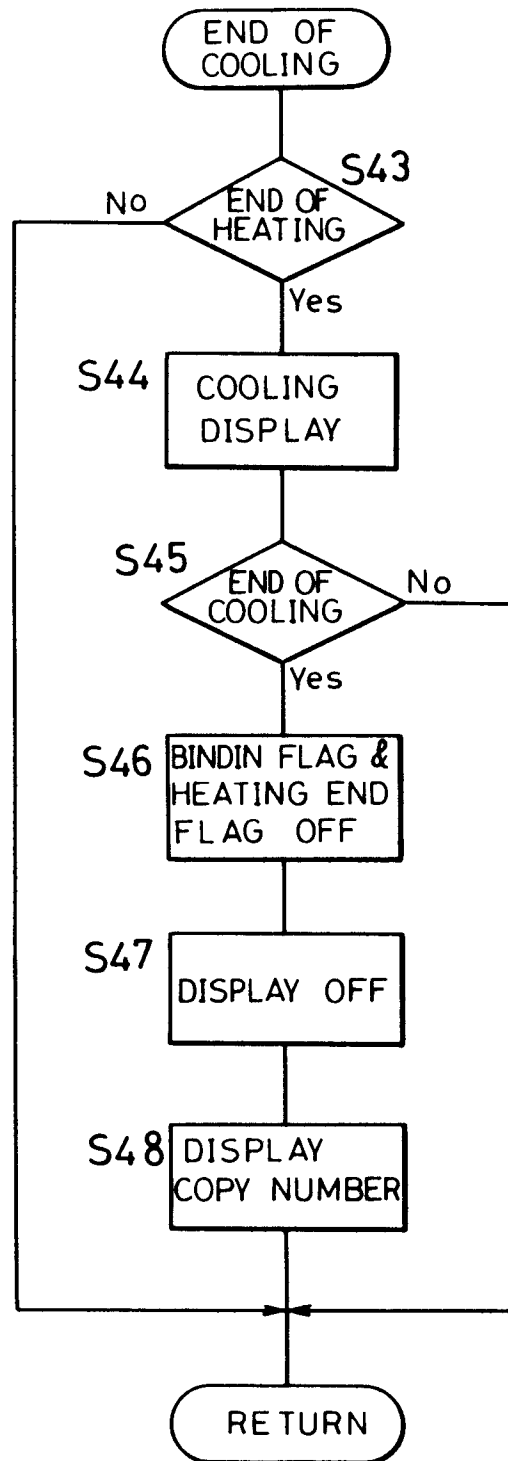 END OF
COOLING
S43
No
END OF
HEATING
Yes
S44
COOLING
DISPLAY
S45
END OF
COOLING
No
Yes
S46
BINDIN FLAG &
HEATING END
FLAG OFF
S47
DISPLAY OFF
S48
DISPLAY
COPY NUMBER
RETURN